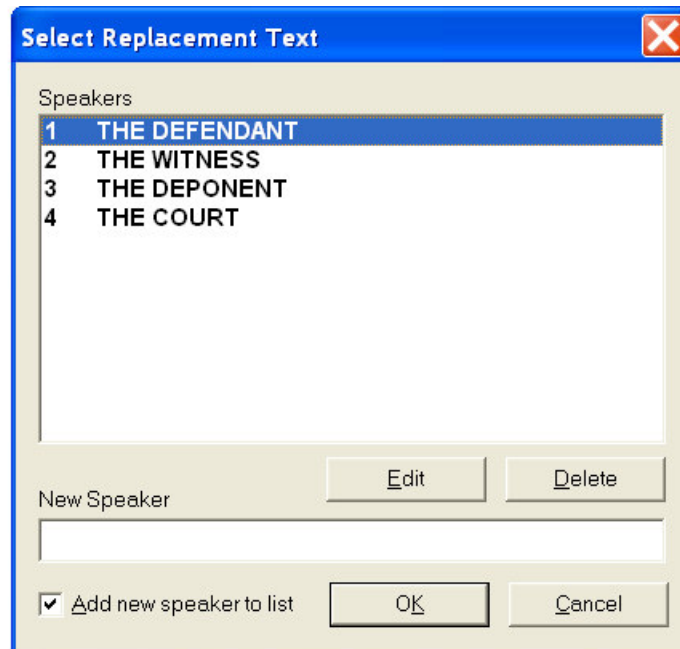 Select Replacement Text
Speakers
1 THE DEFENDANT
2 THE WITNESS
3 THE DEPONENT
4 THE COURT
Edit Delete
New Speaker
Add new speaker to list OK Cancel